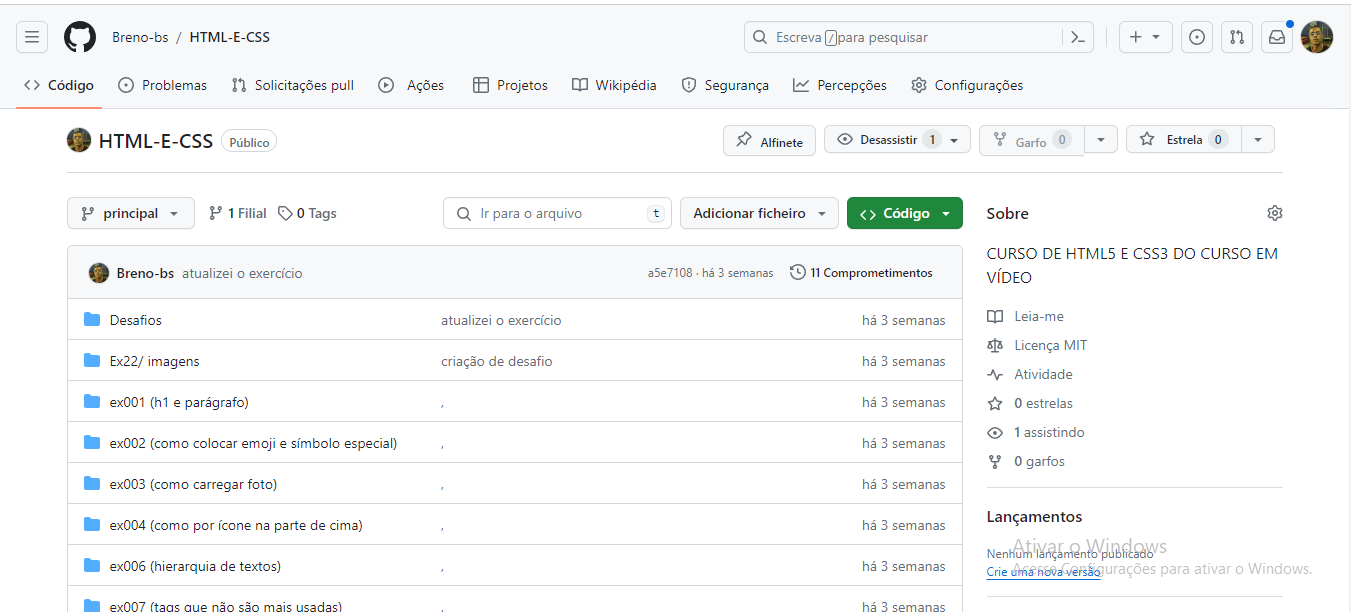 Breno-bs / HTML-E-CSS
Escreva / para pesquisar
Código Problemas Solicitações pull Ações Projetos Wikipédia Segurança Percepções Configurações
HTML-E-CSS Público
Alfinete Desassistir 1 Garfo 0 Estrela 0
principal 1 Filial 0 Tags
Ir para o arquivo t
Adicionar ficheiro
Código
Breno-bs atualizei o exercício a5e7108 · há 3 semanas 11 Comprometimentos
Desafios atualizei o exercício há 3 semanas
Ex22/ imagens criação de desafio há 3 semanas
ex001 (h1 e parágrafo) , há 3 semanas
ex002 (como colocar emoji e símbolo especial) , há 3 semanas
ex003 (como carregar foto) , há 3 semanas
ex004 (como por ícone na parte de cima) , há 3 semanas
ex006 (hierarquia de textos) , há 3 semanas
ex007 (tags que não são mais usadas) , há 3 semanas
Sobre
CURSO DE HTML5 E CSS3 DO CURSO EM
VÍDEO
Leia-me
Licença MIT
Atividade
0 estrelas
1 assistindo
0 garfos
Lançamentos
Nenhum lançamento publicado
Crie uma nova versão
Ativar o Windows
Acesse Configurações para ativar o Windows.